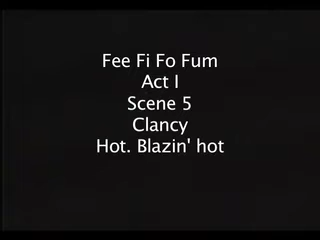 Fee Fi Fo Fum
Act I
Scene 5
Clancy
Hot. Blazin' hot